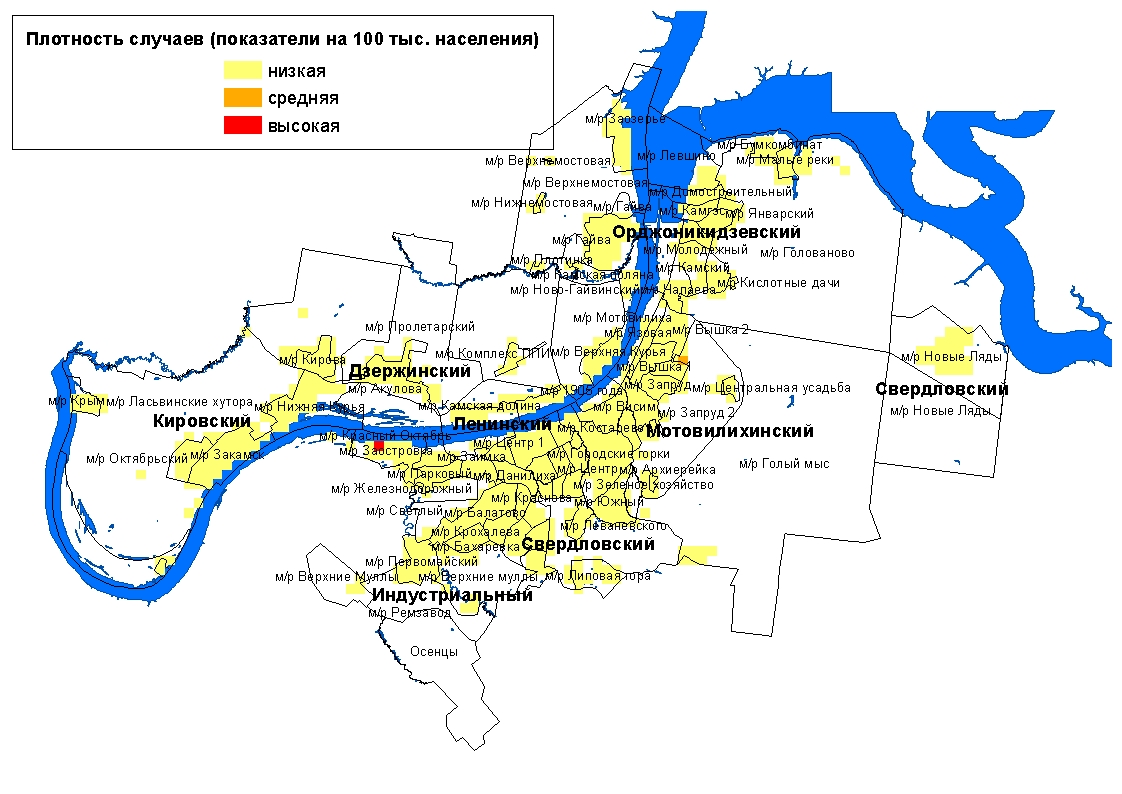 Плотность случаев (показатели на 100 тыс. населения)
низкая
средняя
высокая
м/р Заозерье
м/р Левшино
м/р Бумкомбинат
м/р Малые реки
м/р Верхнемостовая
м/р Верхнемостовая
м/р Домостроительный
м/р Нижнемостовая
м/р Гайва
м/р Январский
Орджоникидзевский
м/р Гайва
м/р Молодежный
м/р Голованово
м/р Плотинка
м/р Камский
м/р Камская долина
м/р Кислотные дачи
м/р Ново-Гайвинский
м/р Чапаева
м/р Мотовилиха
м/р Пролетарский
м/р Язовая
м/р Вышка 2
м/р Кирова
м/р Комплекс ППИ
м/р Верхняя Курья
м/р Новые Ляды
Дзержинский
м/р Вышка 1
м/р Акулова
м/р 1905 года
м/р Запруд
м/р Центральная усадьба
Свердловский
м/р Крым
м/р Ласьвинские хутора
м/р Нижняя Курья
м/р Камская долина
м/р Висим
м/р Запруд 2
м/р Новые Ляды
Кировский
Ленинский
м/р Костарево
Мотовилихинский
м/р Красный Октябрь
м/р Центр 1
м/р Заостровка
м/р Заимка
м/р Городские горки
м/р Октябрьский
м/р Закамск
м/р Голый мыс
м/р Парковый
м/р Данилиха
м/р Центр
м/р Архиерейка
м/р Железнодорожный
м/р Зеленое хозяйство
м/р Краснова
м/р Южный
м/р Светлый
м/р Балатово
м/р Леваневского
м/р Крохалева
м/р Бахаревка
Свердловский
м/р Первомайский
м/р Верхние Муллы
м/р Верхние муллы
м/р Липовая гора
Индустриальный
м/р Ремзавод
Осенцы